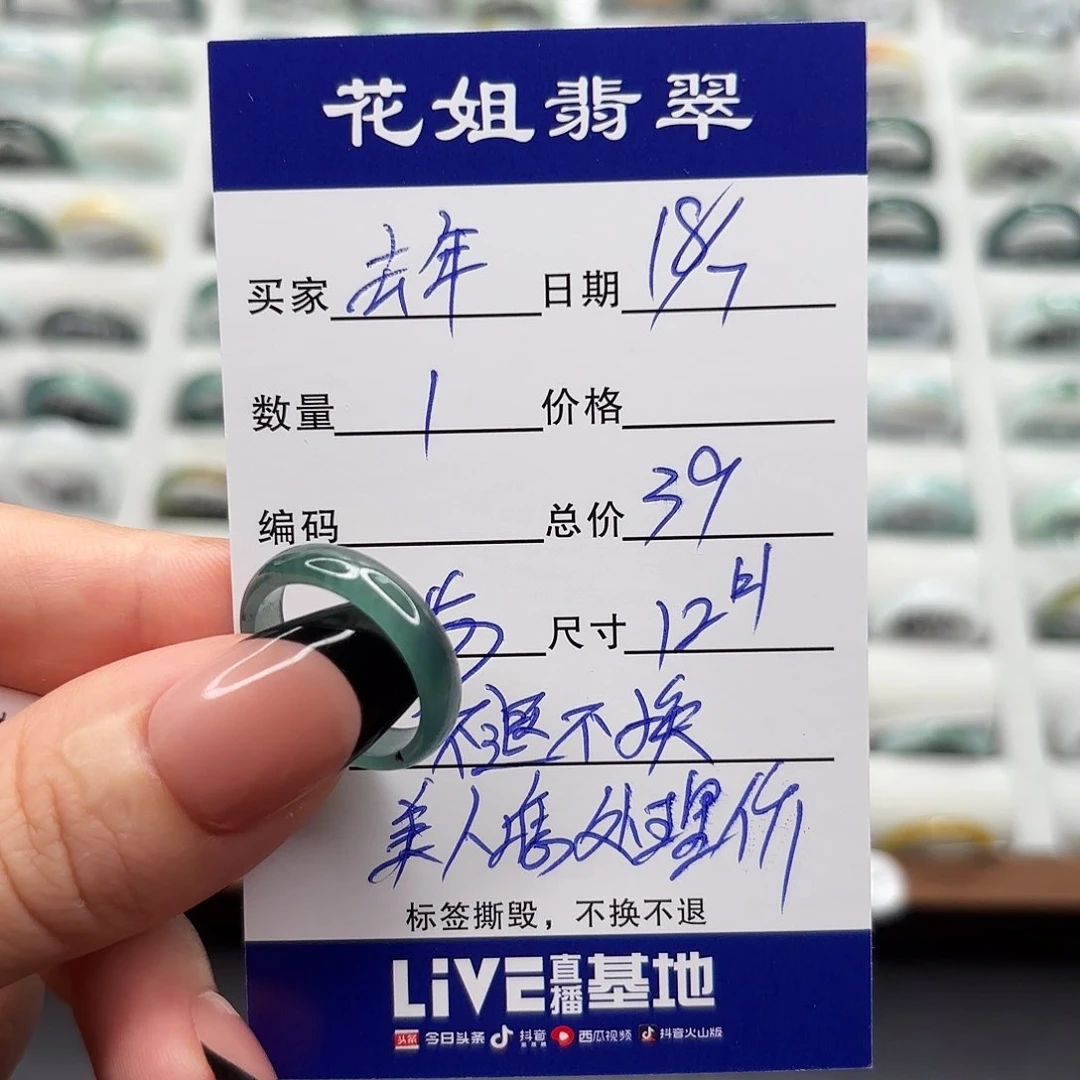 花姐翡翠
买家 去年 日期 18/7
数量 1 价格
编码 总价 39
尺寸 12
不退不换
美人痕处理价
标签撕毁，不换不退
LiVE直播基地
头条 今日头条 抖音 西瓜视频 抖音火山版